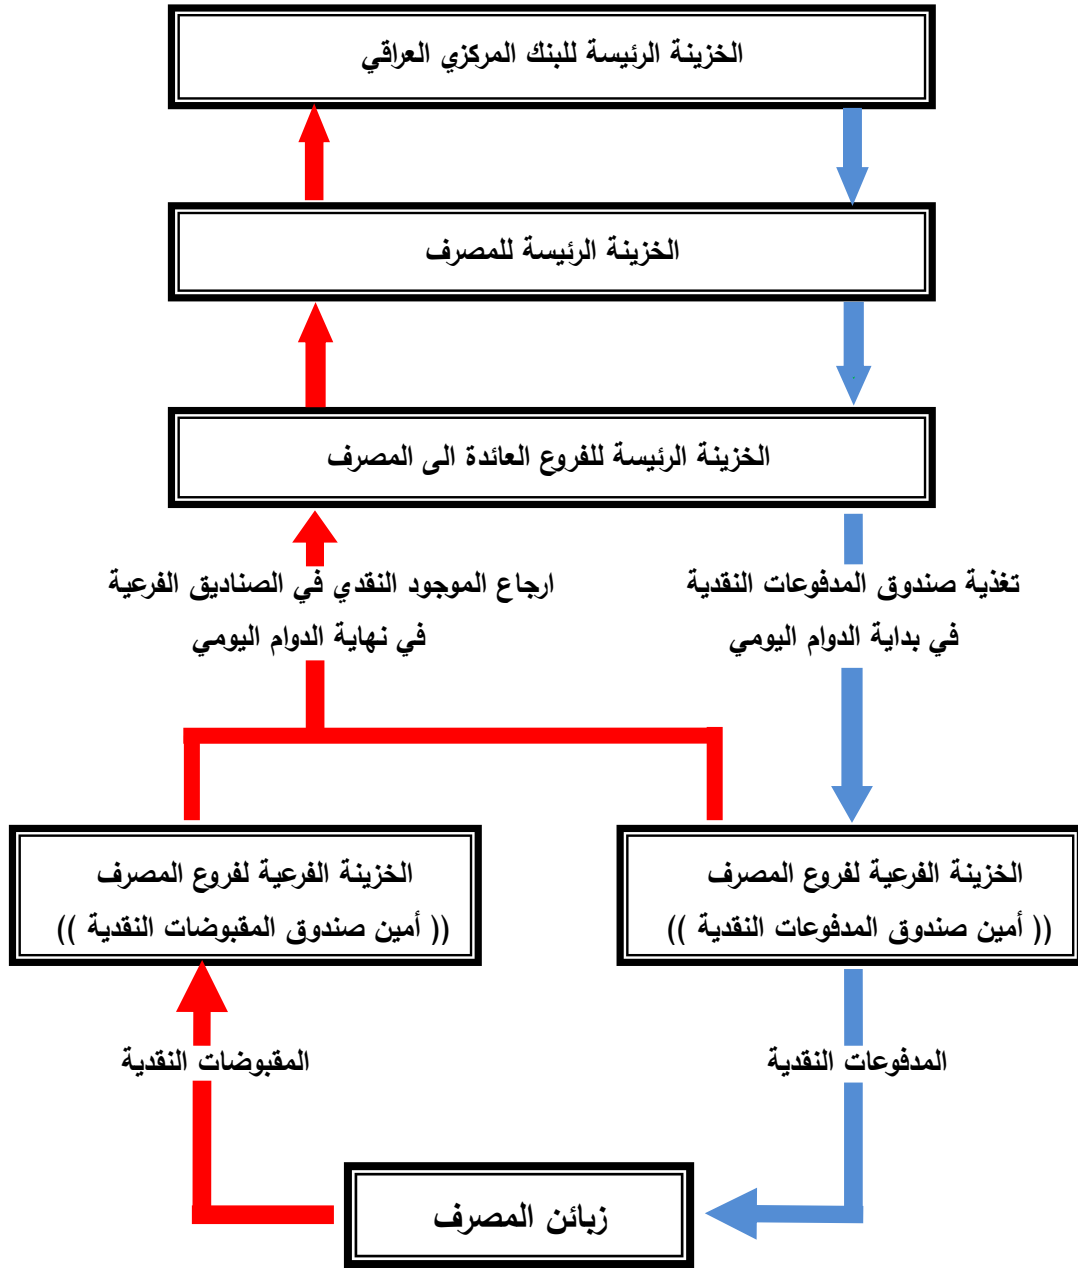 الخزينة الرئيسة للبنك المركزي العراقي
الخزينة الرئيسة للمصرف
الخزينة الرئيسة للفروع العائدة الى المصرف
تغذية صندوق المدفوعات النقدية
في بداية الدوام اليومي
ارجاع الموجود النقدي في الصناديق الفرعية
في نهاية الدوام اليومي
الخزينة الفرعية لفروع المصرف
(( أمين صندوق المدفوعات النقدية ))
الخزينة الفرعية لفروع المصرف
(( أمين صندوق المقبوضات النقدية ))
المدفوعات النقدية
المقبوضات النقدية
زبائن المصرف